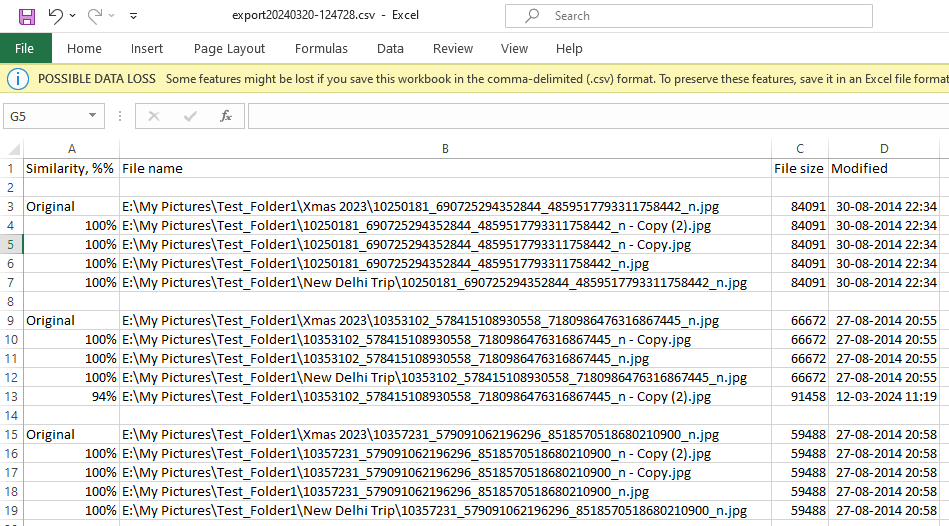 export20240320-124728.csv - Excel
Search
File Home Insert Page Layout Formulas Data Review View Help
POSSIBLE DATA LOSS Some features might be lost if you save this workbook in the comma-delimited (.csv) format. To preserve these features, save it in an Excel file format
G5 fx
A B C D
1 Similarity, %% File name File size Modified
2
3 Original E:\My Pictures\Test_Folder1\Xmas 2023\10250181_690725294352844_4859517793311758442_n.jpg 84091 30-08-2014 22:34
4 100% E:\My Pictures\Test_Folder1\10250181_690725294352844_4859517793311758442_n - Copy (2).jpg 84091 30-08-2014 22:34
5 100% E:\My Pictures\Test_Folder1\10250181_690725294352844_4859517793311758442_n - Copy.jpg 84091 30-08-2014 22:34
6 100% E:\My Pictures\Test_Folder1\10250181_690725294352844_4859517793311758442_n.jpg 84091 30-08-2014 22:34
7 100% E:\My Pictures\Test_Folder1\New Delhi Trip\10250181_690725294352844_4859517793311758442_n.jpg 84091 30-08-2014 22:34
8
9 Original E:\My Pictures\Test_Folder1\Xmas 2023\10353102_578415108930558_7180986476316867445_n.jpg 66672 27-08-2014 20:55
10 100% E:\My Pictures\Test_Folder1\10353102_578415108930558_7180986476316867445_n - Copy.jpg 66672 27-08-2014 20:55
11 100% E:\My Pictures\Test_Folder1\10353102_578415108930558_7180986476316867445_n.jpg 66672 27-08-2014 20:55
12 100% E:\My Pictures\Test_Folder1\New Delhi Trip\10353102_578415108930558_7180986476316867445_n.jpg 66672 27-08-2014 20:55
13 94% E:\My Pictures\Test_Folder1\10353102_578415108930558_7180986476316867445_n - Copy (2).jpg 91458 12-03-2024 11:19
14
15 Original E:\My Pictures\Test_Folder1\Xmas 2023\10357231_579091062196296_8518570518680210900_n.jpg 59488 27-08-2014 20:58
16 100% E:\My Pictures\Test_Folder1\10357231_579091062196296_8518570518680210900_n - Copy (2).jpg 59488 27-08-2014 20:58
17 100% E:\My Pictures\Test_Folder1\10357231_579091062196296_8518570518680210900_n - Copy.jpg 59488 27-08-2014 20:58
18 100% E:\My Pictures\Test_Folder1\10357231_579091062196296_8518570518680210900_n.jpg 59488 27-08-2014 20:58
19 100% E:\My Pictures\Test_Folder1\New Delhi Trip\10357231_579091062196296_8518570518680210900_n.jpg 59488 27-08-2014 20:58